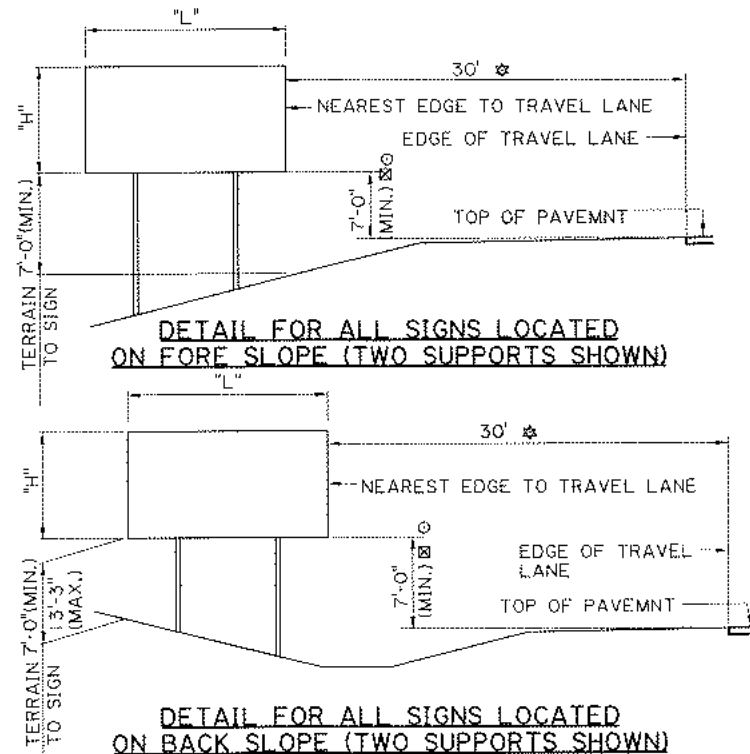 "L"
30'
"H"
NEAREST EDGE TO TRAVEL LANE
EDGE OF TRAVEL LANE
7'-0"
(MIN.)
TOP OF PAVEMNT
TERRAIN 7'-0"(MIN.)
TO SIGN
DETAIL FOR ALL SIGNS LOCATED
ON FORE SLOPE (TWO SUPPORTS SHOWN)
"L"
30'
"H"
NEAREST EDGE TO TRAVEL LANE
7'-0"
(MIN.)
EDGE OF TRAVEL
LANE
TOP OF PAVEMNT
TERRAIN 7'-0"(MIN.)
TO SIGN
(MAX.)
DETAIL FOR ALL SIGNS LOCATED
ON BACK SLOPE (TWO SUPPORTS SHOWN)